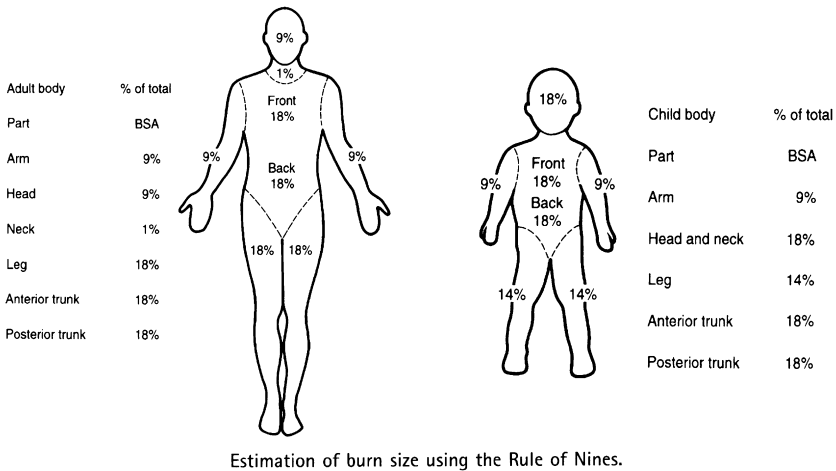 Adult body % of total
Part BSA
Arm 9%
Head 9%
Neck 1%
Leg 18%
Anterior trunk 18%
Posterior trunk 18%
9%
1%
Front
18%
9% 9%
Back
18%
18% 18%
18%
Front
9% 18% 9%
Back
18%
14% 14%
Child body % of total
Part BSA
Arm 9%
Head and neck 18%
Leg 14%
Anterior trunk 18%
Posterior trunk 18%
Estimation of burn size using the Rule of Nines.